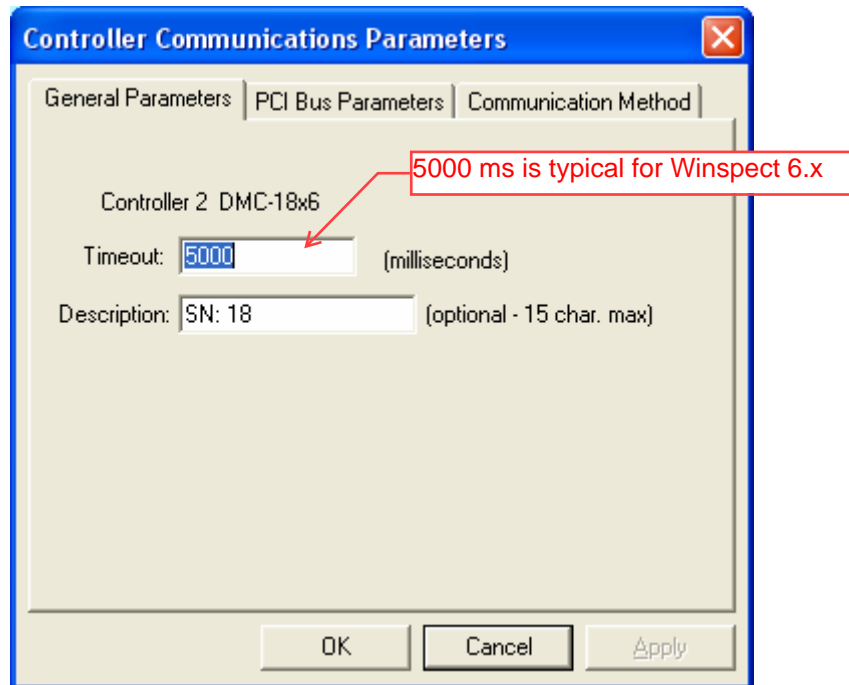 Controller Communications Parameters
General Parameters PCI Bus Parameters Communication Method
5000 ms is typical for Winspect 6.x
Controller 2 DMC-18x6
Timeout: 5000 (milliseconds)
Description: SN: 18 (optional - 15 char. max)
OK Cancel Apply